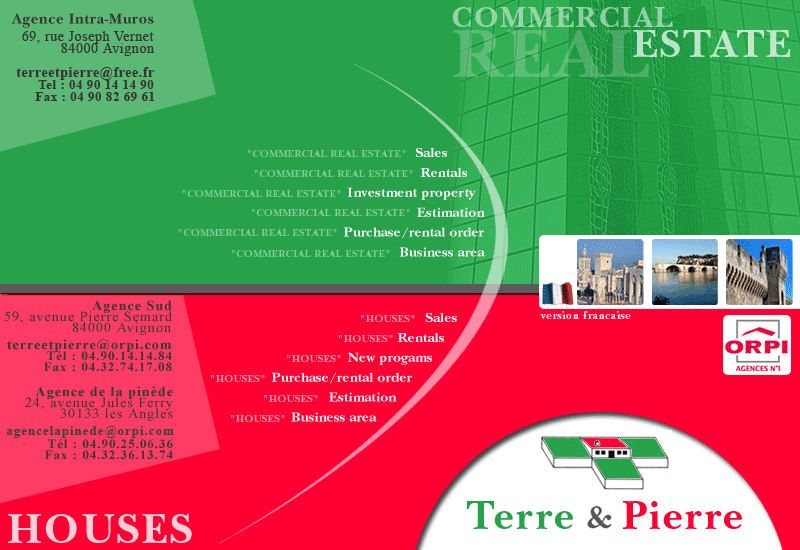 Agence Intra-Muros
69, rue Joseph Vernet
84000 Avignon
terreetpierre@free.fr
Tel : 04 90 14 14 90
Fax : 04 90 82 69 61
COMMERCIAL
REAL
ESTATE
"COMMERCIAL REAL ESTATE" Sales
"COMMERCIAL REAL ESTATE" Rentals
"COMMERCIAL REAL ESTATE" Investment property
"COMMERCIAL REAL ESTATE" Estimation
"COMMERCIAL REAL ESTATE" Purchase/rental order
"COMMERCIAL REAL ESTATE" Business area
version francaise
ORPI
AGENCES N°1
Agence Sud
59, avenue Pierre Semard
84000 Avignon
terreetpierre@orpi.com
Tél : 04.90.14.14.84
Fax : 04.32.74.17.08
Agence de la pinède
24, avenue Jules Ferry
30133 les Angles
agencelapinede@orpi.com
Tél : 04.90.25.06.36
Fax : 04.32.36.13.74
"HOUSES" Sales
"HOUSES" Rentals
"HOUSES" New progams
"HOUSES" Purchase/rental order
"HOUSES" Estimation
"HOUSES" Business area
HOUSES
Terre & Pierre